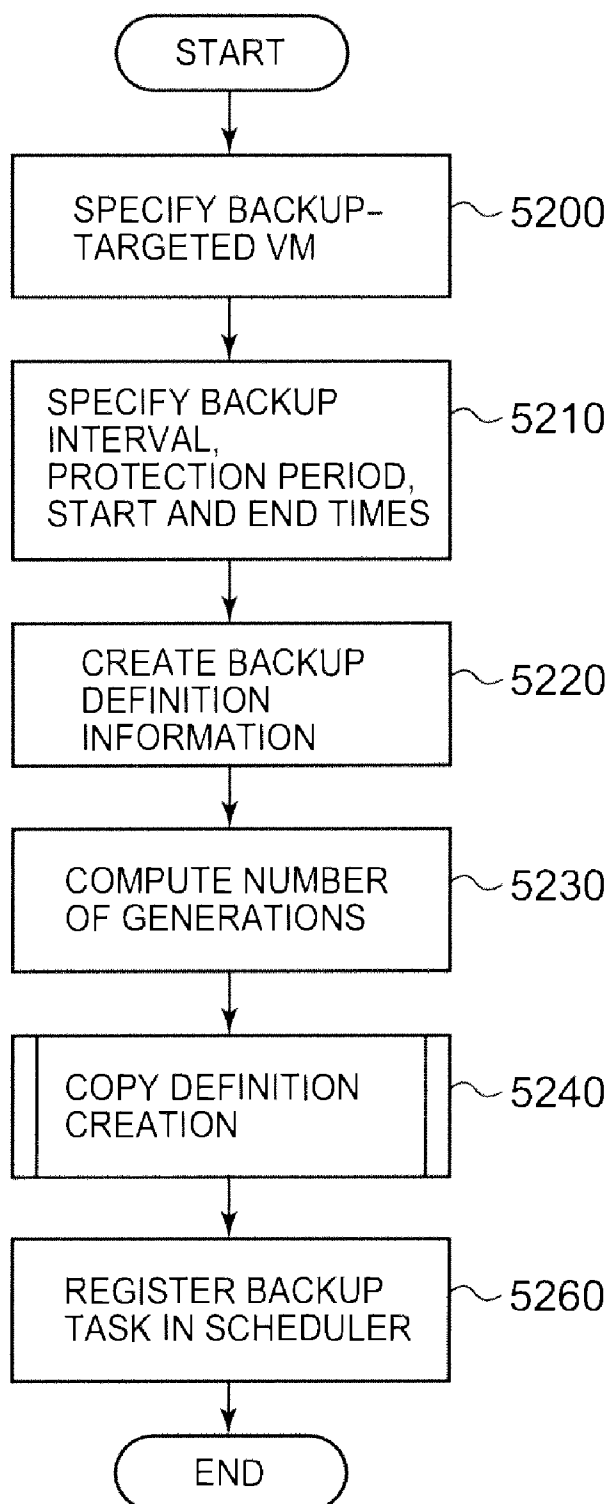 START
SPECIFY BACKUP-
TARGETED VM
5200
SPECIFY BACKUP
INTERVAL,
PROTECTION PERIOD,
START AND END TIMES
5210
CREATE BACKUP
DEFINITION
INFORMATION
5220
COMPUTE NUMBER
OF GENERATIONS
5230
COPY DEFINITION
CREATION
5240
REGISTER BACKUP
TASK IN SCHEDULER
5260
END